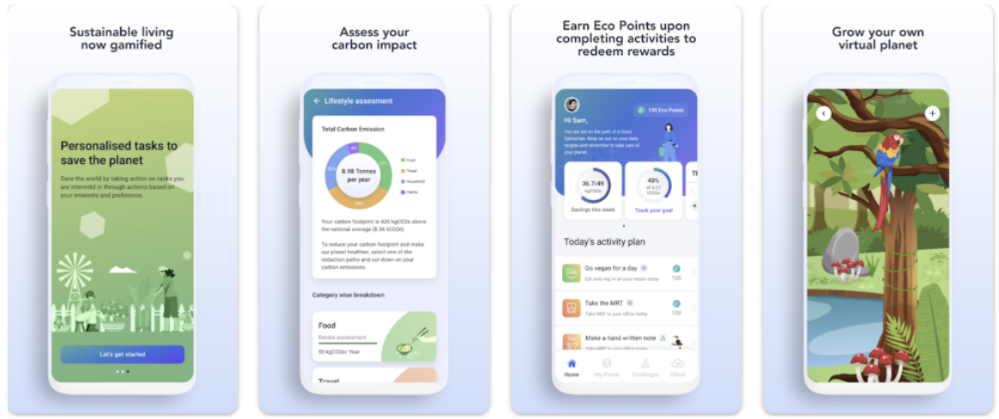 Sustainable living
now gamified
Personalised tasks to
save the planet
Save the world by taking action on tasks you
are interestd in through actions based on
your interests and preference.
Let's get started
Assess your
carbon impact
Lifestyle assesment
Total Carbon Emission
4%
25%
8.98 Tonnes
per year
Food
Travel
Household
Habits
Your carbon footprint is 420 kgCO2e above
the national average (8.56 tCO2e).
To reduce your carbon footprint and make
our planet healthier, select one of the
reduction paths and cut down on your
carbon emissions.
Category wise breakdown
Food
Retake assessment
50 kgCO2e/ Year
Travel
Earn Eco Points upon
completing activities to
redeem rewards
190 Eco Points
Hi Sam,
You are set on the path of a Good
Samaritan. Keep an eye on your daily
targets and remember to take care of
your planet
36.7/49
kgCO2e
Savings this week
40%
of 4.21
tCO2e
Track your goal
Today's activity plan
Go vegan for a day
Eat only veg in all your meals today
120
Take the MRT
Take MRT to your office today
120
3/7
Make a hand written note
Take MRT to your office today
Home
My Planet
Challenges
Offset
Grow your own
virtual planet